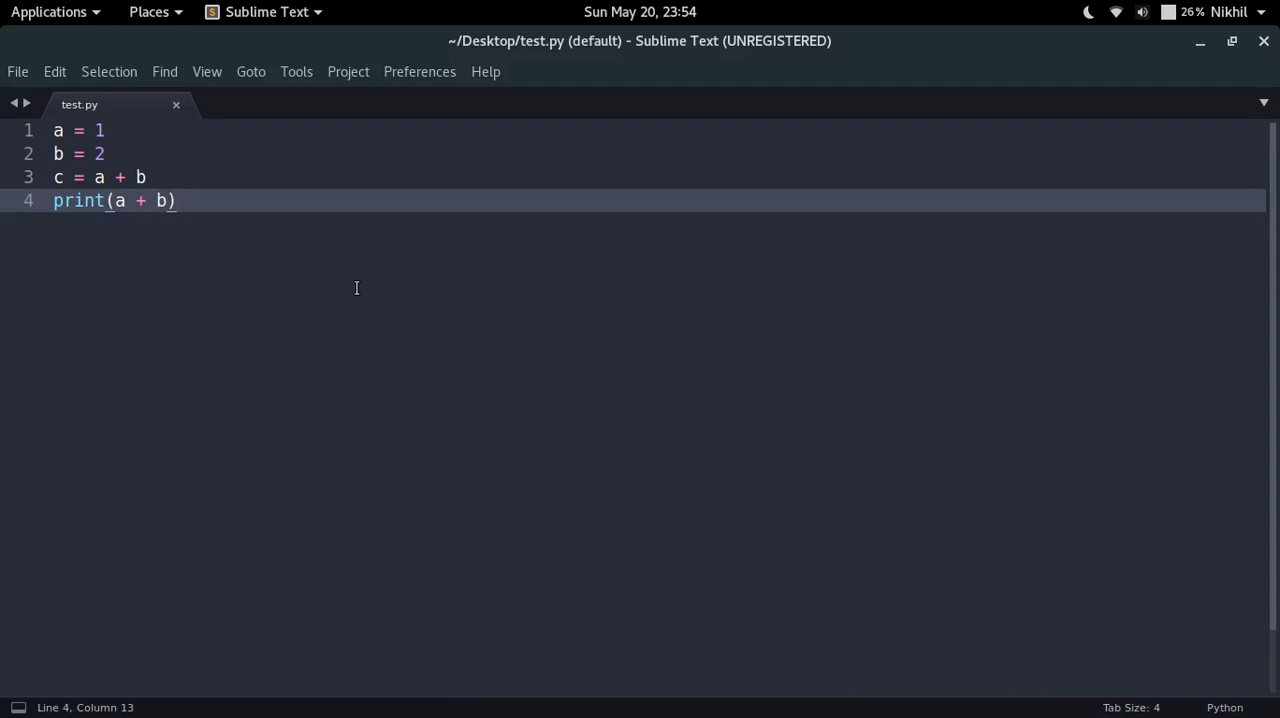 Applications Places Sublime Text Sun May 20, 23:54 26% Nikhil
~/Desktop/test.py (default) - Sublime Text (UNREGISTERED)
File Edit Selection Find View Goto Tools Project Preferences Help
test.py
1 a = 1
2 b = 2
3 c = a + b
4 print(a + b)
Line 4, Column 13 Tab Size: 4 Python